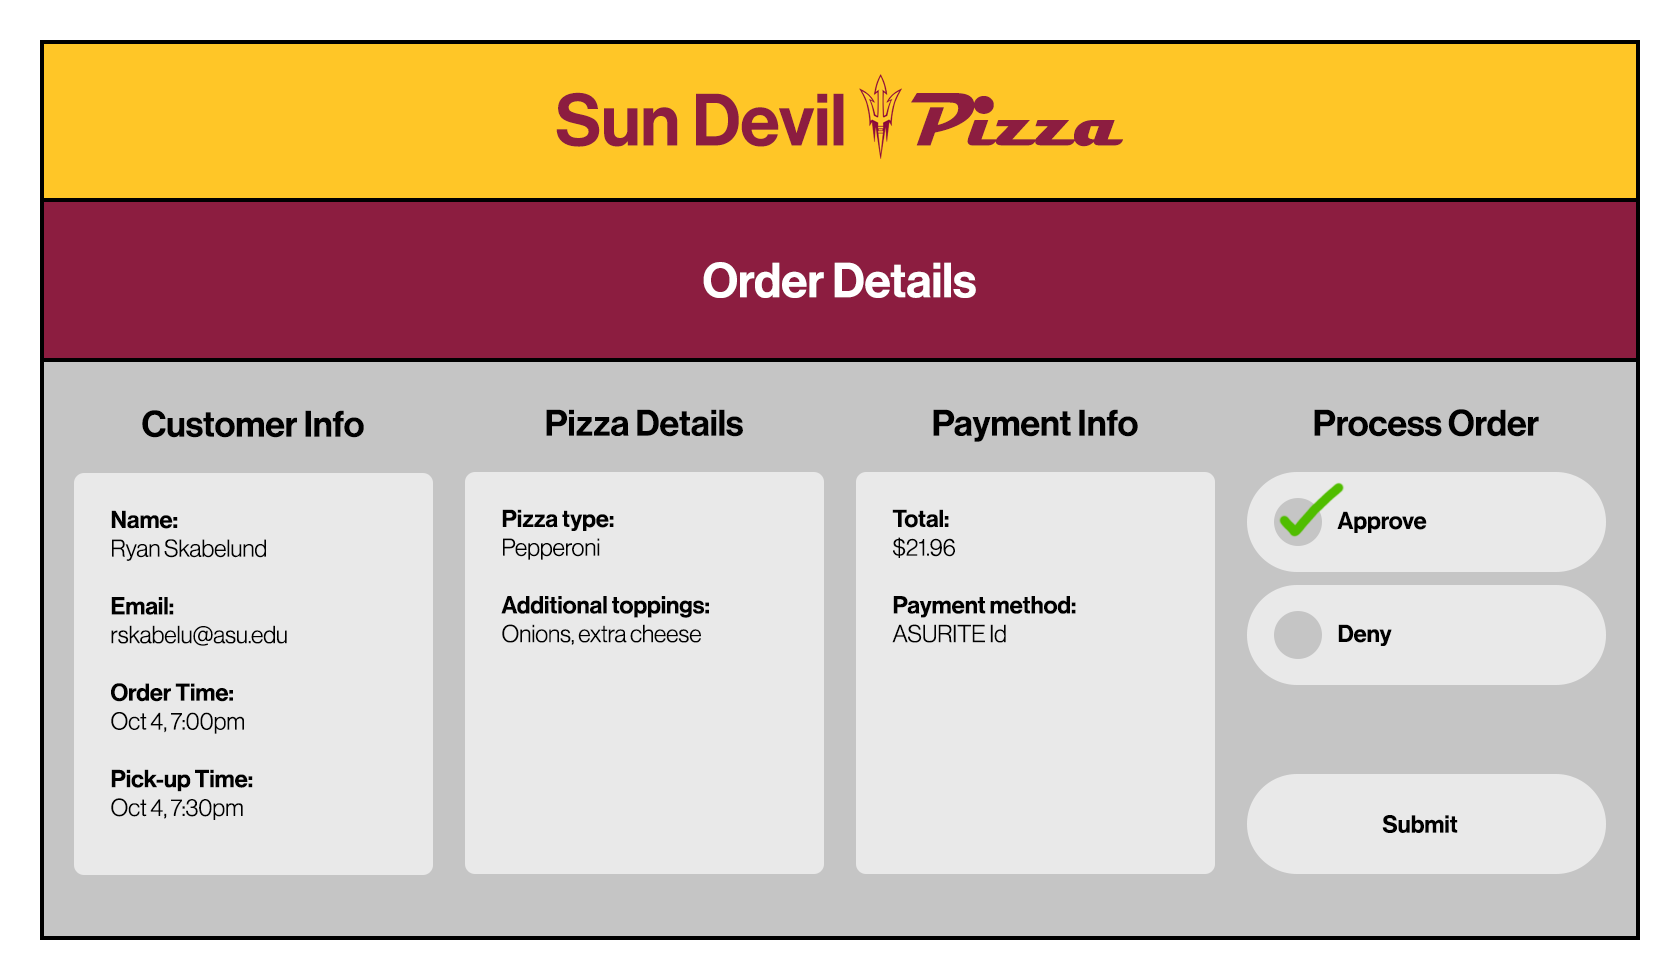 Sun Devil Pizza
Order Details
Customer Info
Name:
Ryan Skabelund
Email:
rskabelu@asu.edu
Order Time:
Oct 4, 7:00pm
Pick-up Time:
Oct 4, 7:30pm
Pizza Details
Pizza type:
Pepperoni
Additional toppings:
Onions, extra cheese
Payment Info
Total:
$21.96
Payment method:
ASURITE Id
Process Order
Approve
Deny
Submit